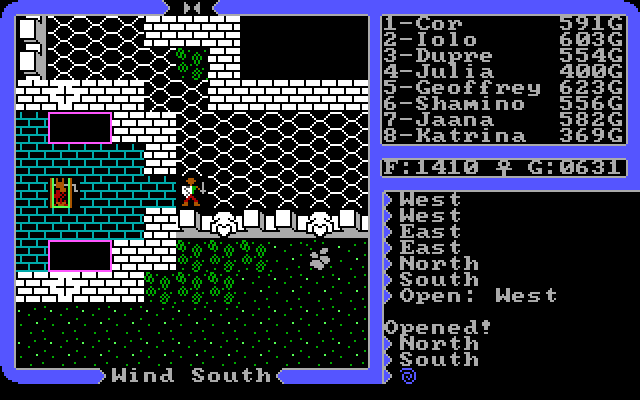 1-Cor 591G
2-Iolo 603G
3-Dupre 554G
4-Julia 400G
5-Geoffrey 623G
6-Shamino 556G
7-Jaana 582G
8-Katrina 369G
F:1410 ♀ G:0631
West
West
East
East
North
South
Open: West
Opened!
North
South
Wind South